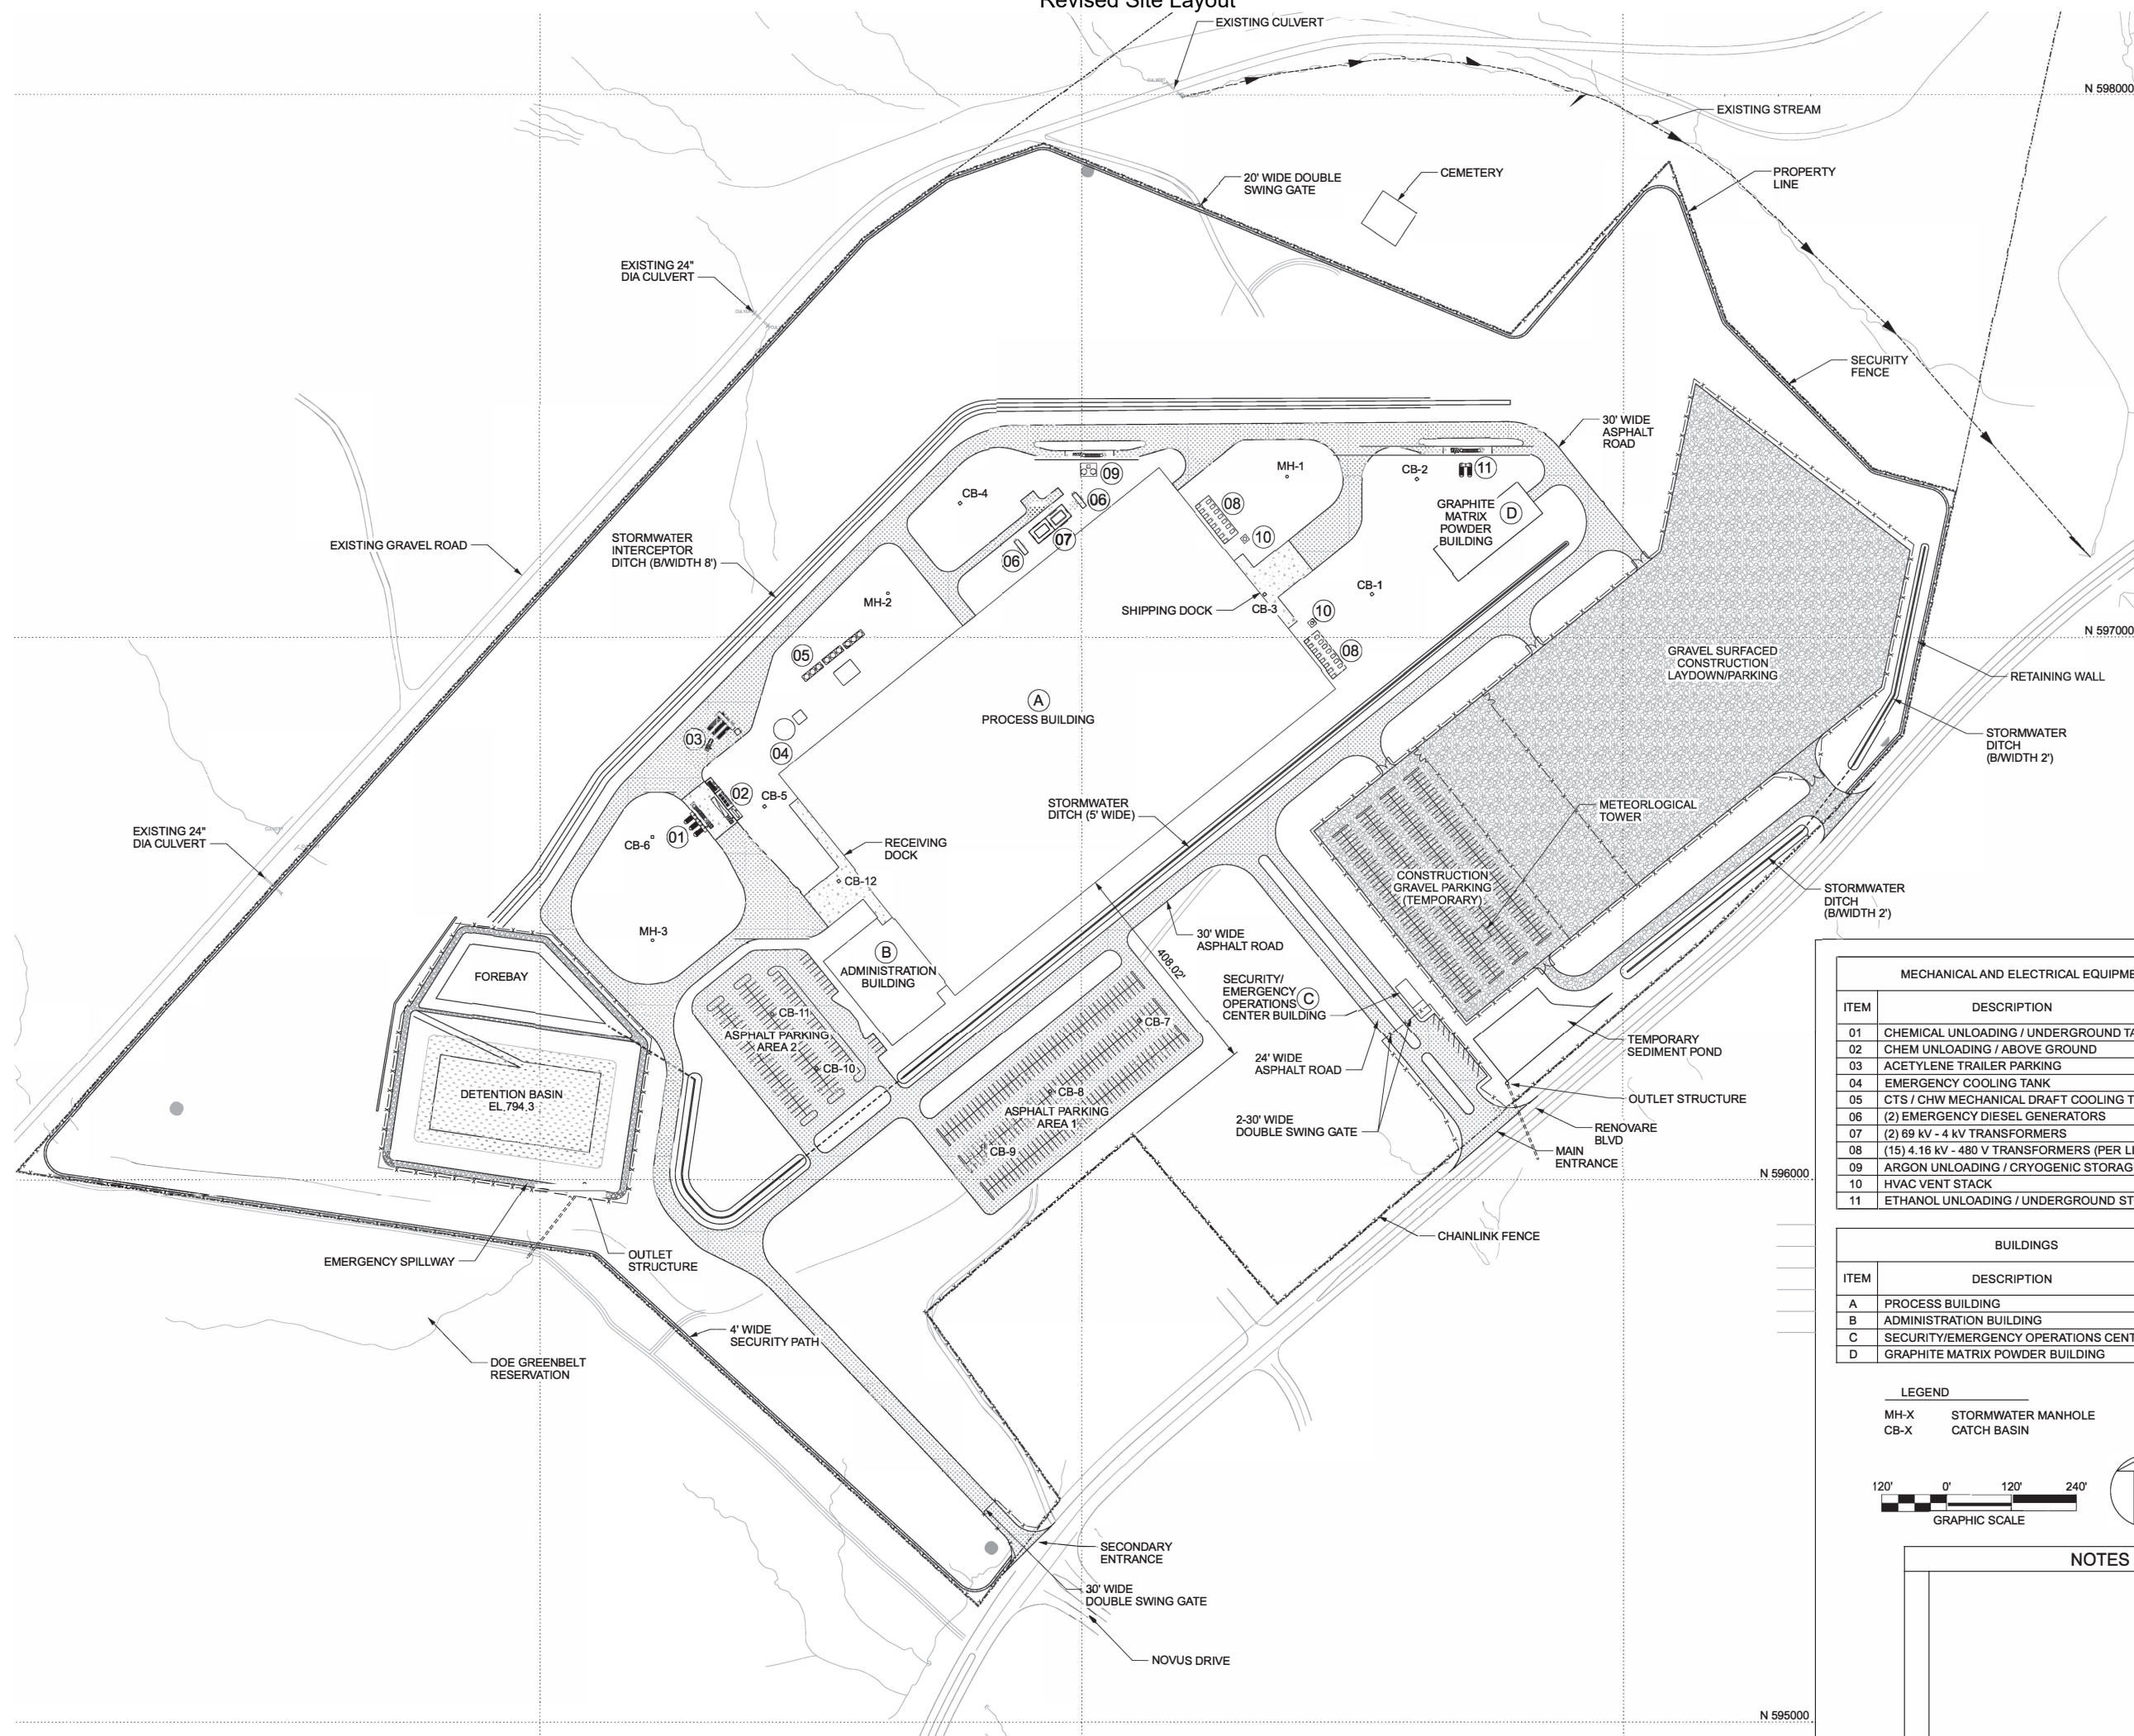 Revised Site Layout
EXISTING CULVERT
N 598000
EXISTING STREAM
20' WIDE DOUBLE
SWING GATE
CEMETERY
PROPERTY
LINE
EXISTING 24"
DIA CULVERT
SECURITY
FENCE
30' WIDE
ASPHALT
ROAD
MH-1
CB-2
11
09
CB-4
06
08
GRAPHITE
MATRIX
POWDER
BUILDING
D
07
10
06
EXISTING GRAVEL ROAD
STORMWATER
INTERCEPTOR
DITCH (B/WIDTH 8')
MH-2
CB-1
SHIPPING DOCK
CB-3
10
N 597000
05
08
GRAVEL SURFACED
CONSTRUCTION
LAYDOWN/PARKING
RETAINING WALL
A
PROCESS BUILDING
03
04
STORMWATER
DITCH
(B/WIDTH 2')
02
CB-5
STORMWATER
DITCH (5' WIDE)
METEORLOGICAL
TOWER
EXISTING 24"
DIA CULVERT
CB-6
01
RECEIVING
DOCK
CB-12
CONSTRUCTION
GRAVEL PARKING
(TEMPORARY)
STORMWATER
DITCH
(B/WIDTH 2')
MH-3
30' WIDE
ASPHALT ROAD
408.02'
B
ADMINISTRATION
BUILDING
FOREBAY
SECURITY/
EMERGENCY
OPERATIONS
CENTER BUILDING
C
CB-11
ASPHALT PARKING
AREA 2
CB-7
CB-10
24' WIDE
ASPHALT ROAD
TEMPORARY
SEDIMENT POND
DETENTION BASIN
EL.794.3
CB-8
ASPHALT PARKING
AREA 1
OUTLET STRUCTURE
2-30' WIDE
DOUBLE SWING GATE
RENOVARE
BLVD
CB-9
MAIN
ENTRANCE
N 596000
CHAINLINK FENCE
EMERGENCY SPILLWAY
OUTLET
STRUCTURE
4' WIDE
SECURITY PATH
DOE GREENBELT
RESERVATION
SECONDARY
ENTRANCE
30' WIDE
DOUBLE SWING GATE
NOVUS DRIVE
N 595000
MECHANICAL AND ELECTRICAL EQUIPME
ITEM DESCRIPTION
01 CHEMICAL UNLOADING / UNDERGROUND TA
02 CHEM UNLOADING / ABOVE GROUND
03 ACETYLENE TRAILER PARKING
04 EMERGENCY COOLING TANK
05 CTS / CHW MECHANICAL DRAFT COOLING T
06 (2) EMERGENCY DIESEL GENERATORS
07 (2) 69 kV - 4 kV TRANSFORMERS
08 (15) 4.16 kV - 480 V TRANSFORMERS (PER LI
09 ARGON UNLOADING / CRYOGENIC STORAG
10 HVAC VENT STACK
11 ETHANOL UNLOADING / UNDERGROUND ST
BUILDINGS
ITEM DESCRIPTION
A PROCESS BUILDING
B ADMINISTRATION BUILDING
C SECURITY/EMERGENCY OPERATIONS CENT
D GRAPHITE MATRIX POWDER BUILDING
LEGEND
MH-X STORMWATER MANHOLE
CB-X CATCH BASIN
120' 0' 120' 240'
GRAPHIC SCALE
NOTES